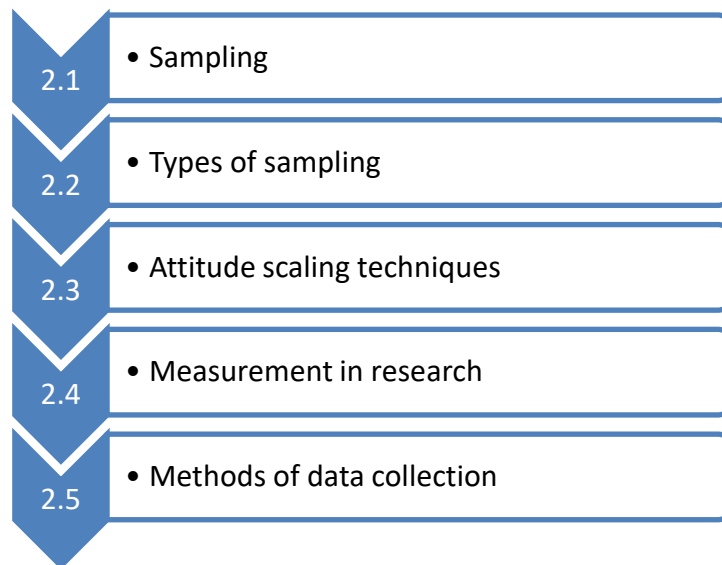 2.1
• Sampling
2.2
• Types of sampling
2.3
• Attitude scaling techniques
2.4
• Measurement in research
2.5
• Methods of data collection